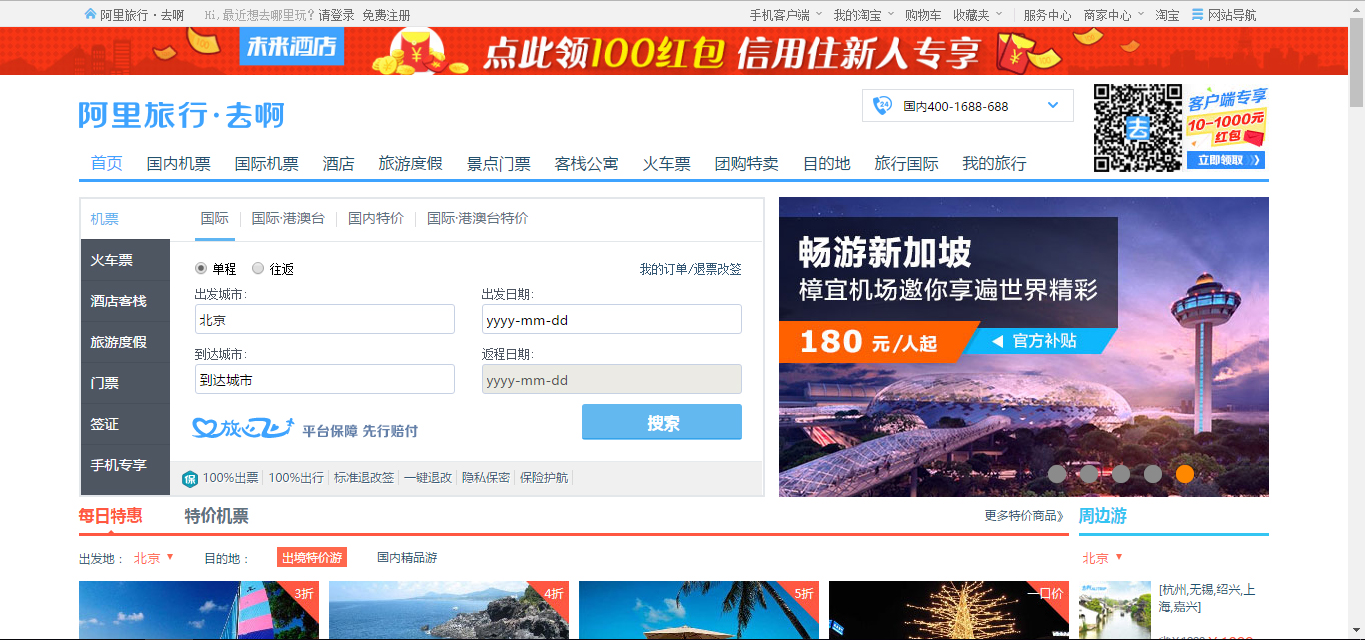 阿里旅行·去啊 Hi,最近想去哪里玩? 请登录 免费注册 手机客户端 我的淘宝 购物车 收藏夹 服务中心 商家中心 淘宝 网站导航
未来酒店 点此领100红包 信用住新人专享
阿里旅行·去啊
24 国内400-1688-688
去
客户端专享
10-1000元
红包
立即领取 》
首页 国内机票 国际机票 酒店 旅游度假 景点门票 客栈公寓 火车票 团购特卖 目的地 旅行国际 我的旅行
机票 国际 国际·港澳台 国内特价 国际·港澳台特价
火车票
酒店客栈
旅游度假
门票
签证
手机专享
单程 往返 我的订单/退票改签
出发城市: 出发日期:
北京 yyyy-mm-dd
到达城市: 返程日期:
到达城市 yyyy-mm-dd
放心飞 平台保障 先行赔付 搜索
保 100%出票 100%出行 标准退改签 一键退改 隐私保密 保险护航
畅游新加坡
樟宜机场邀你享遍世界精彩
180 元/人起 官方补贴
每日特惠 特价机票 更多特价商品》 周边游
出发地： 北京 目的地： 出境特价游 国内精品游 北京
3折 4折 5折 一口价
[杭州,无锡,绍兴,上
海,嘉兴]